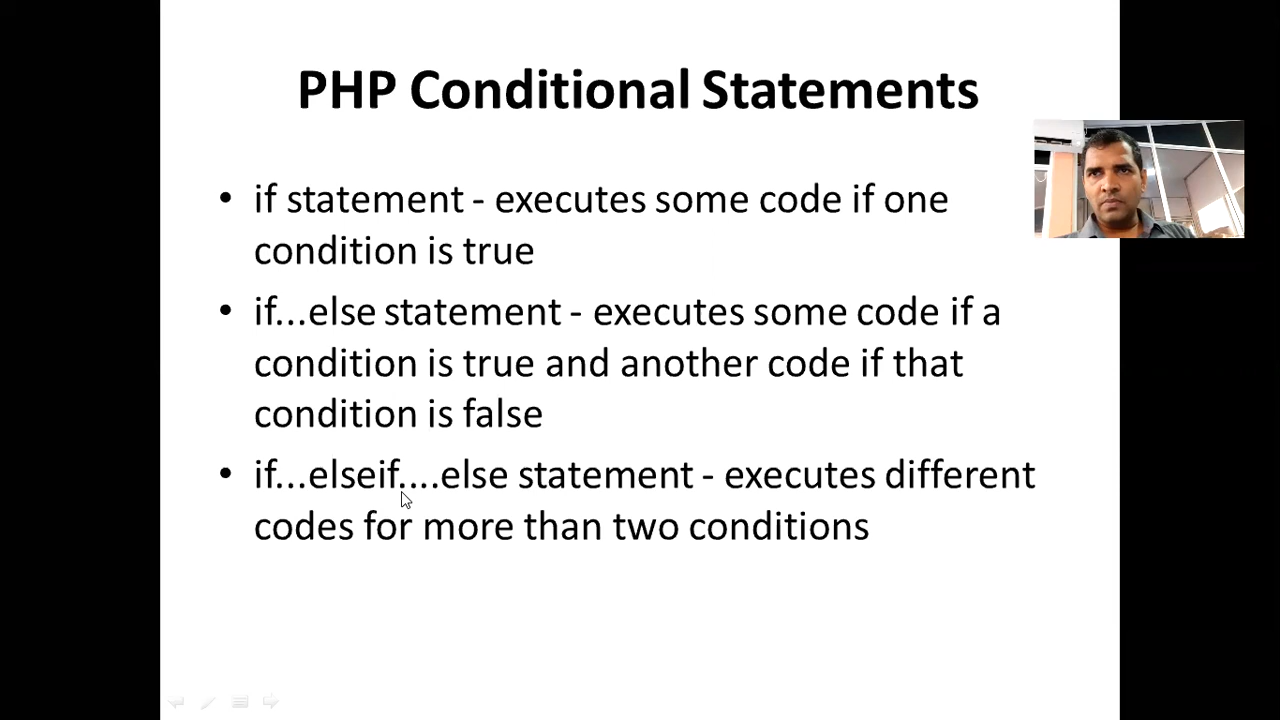 PHP Conditional Statements
• if statement - executes some code if one
condition is true
• if...else statement - executes some code if a
condition is true and another code if that
condition is false
• if...elseif....else statement - executes different
codes for more than two conditions